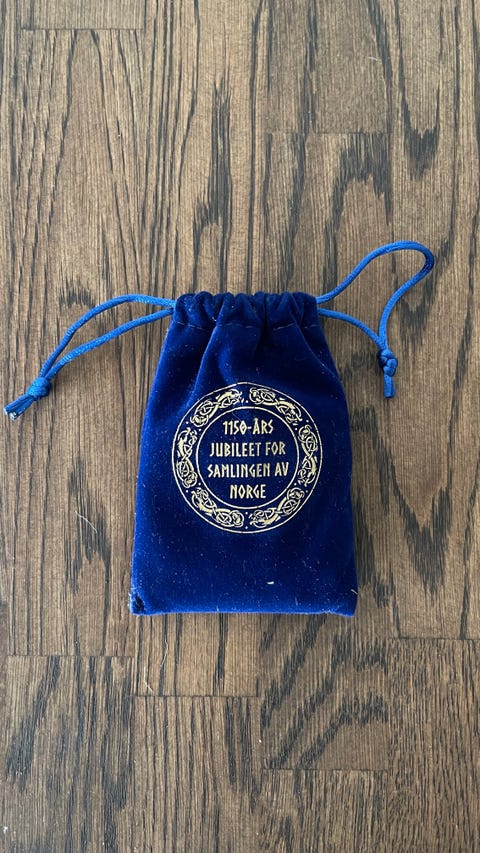 1150-ÅRS
JUBILEET FOR
SAMLINGEN AV
NORGE